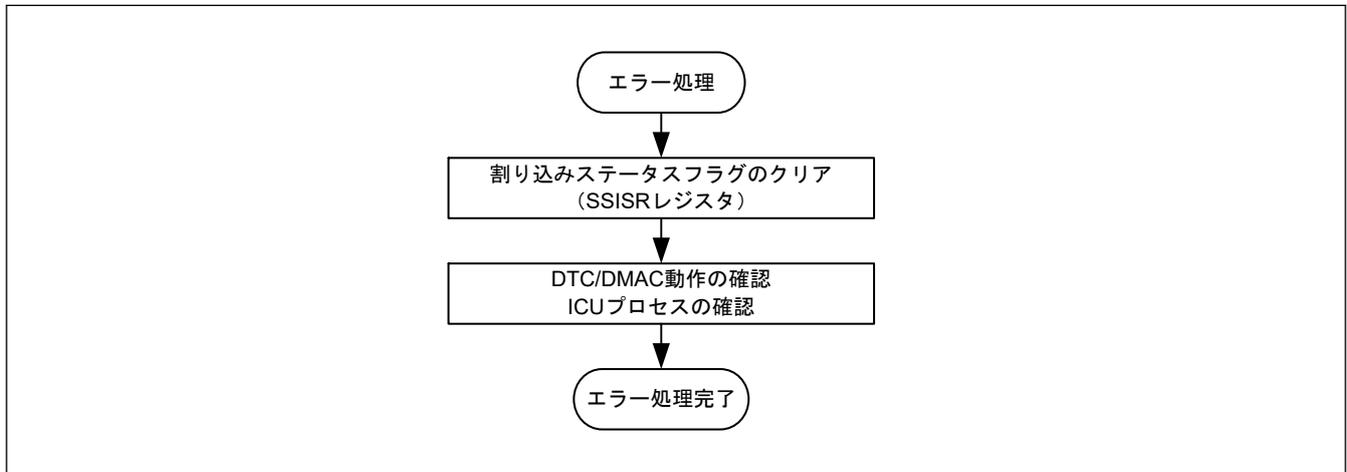 エラー処理
割り込みステータスフラグのクリア
（SSISRレジスタ）
DTC/DMAC動作の確認
ICUプロセスの確認
エラー処理完了